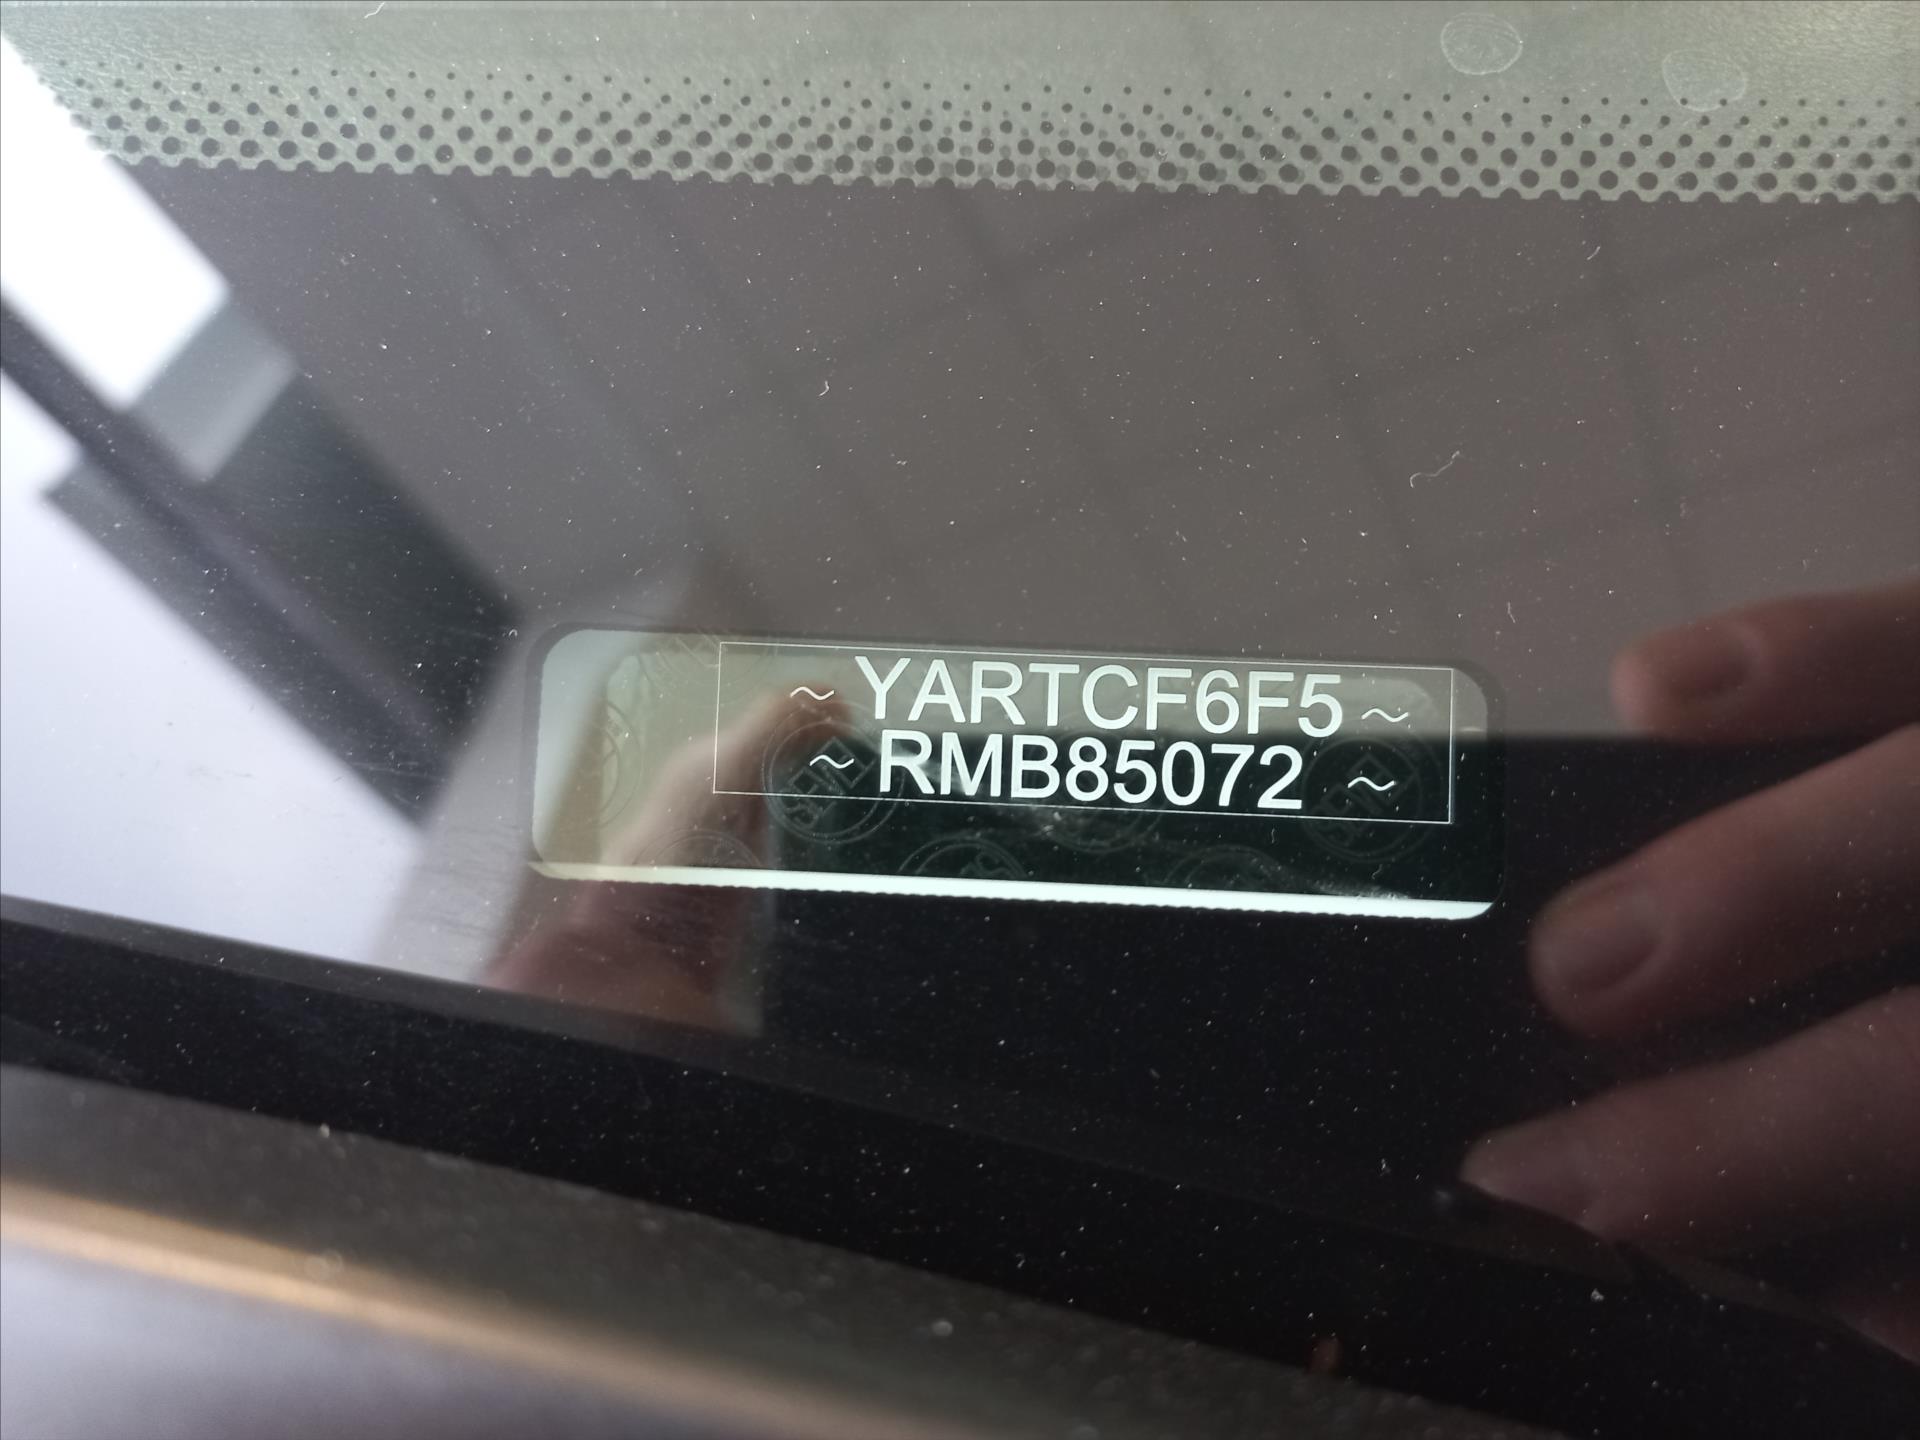 ~ YARTCF6F5 ~
~ RMB85072 ~